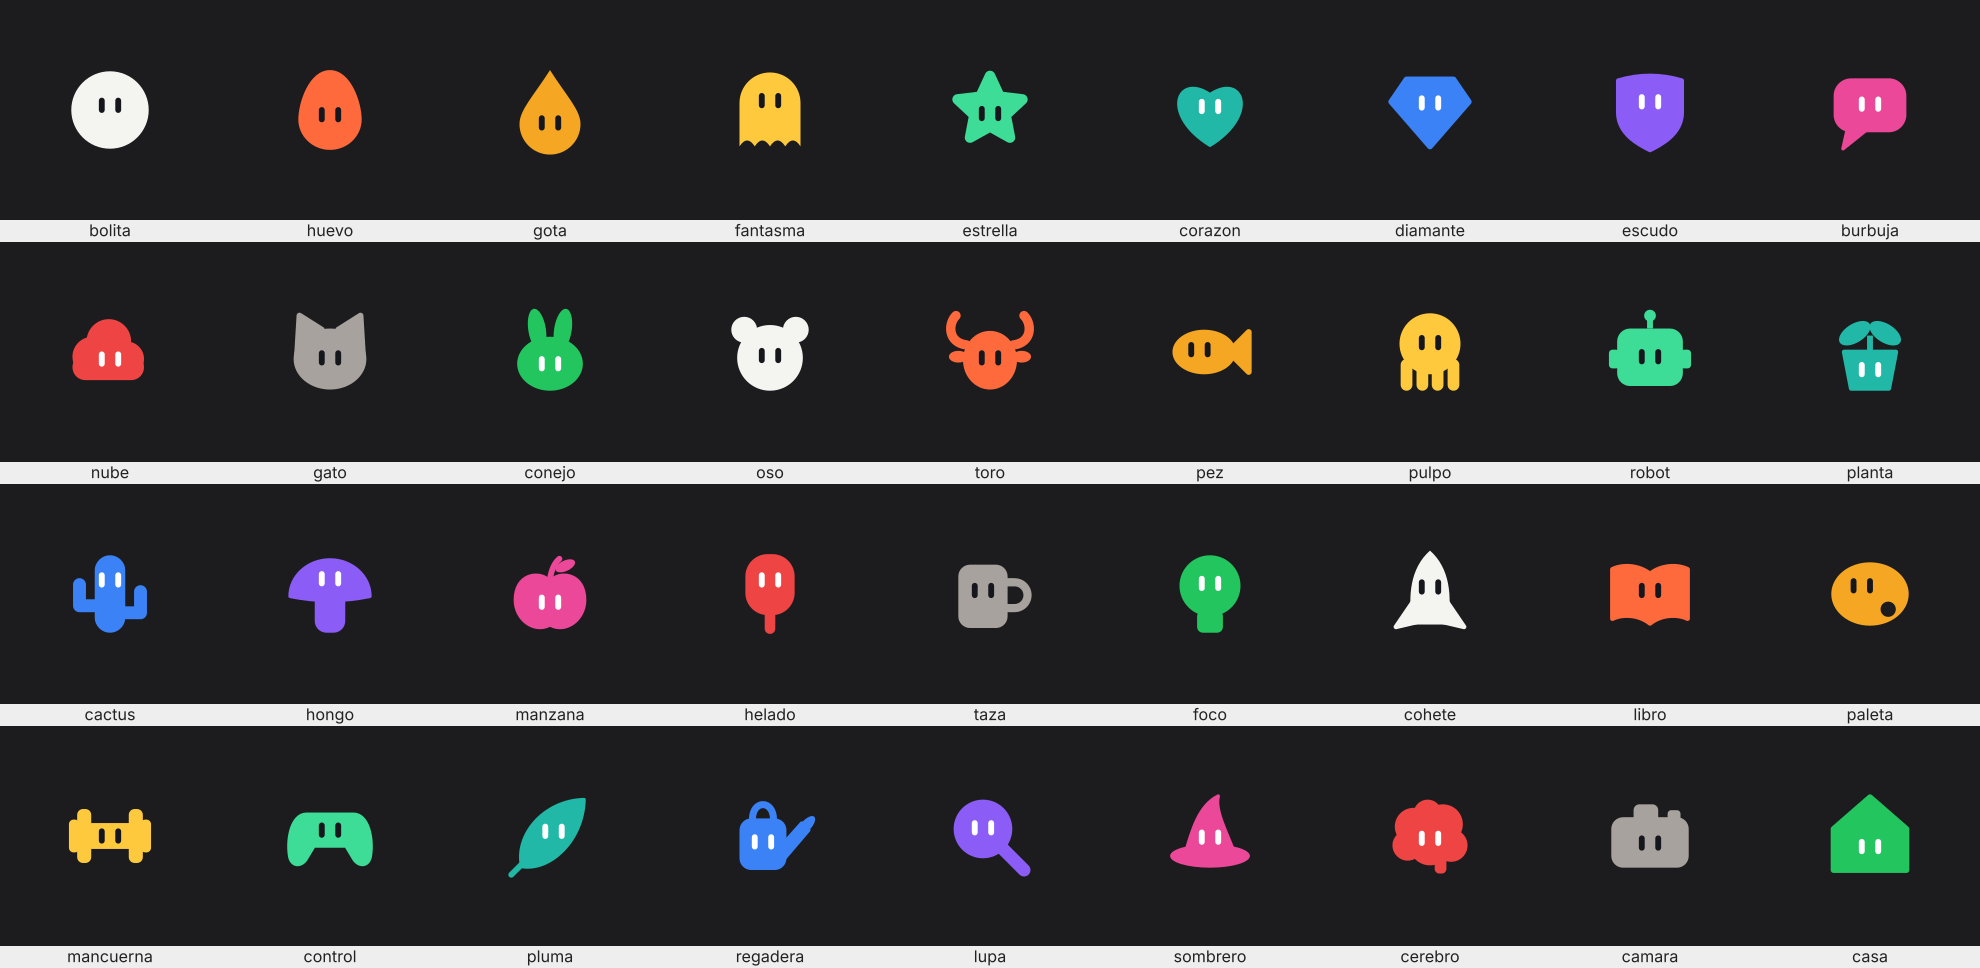 bolita huevo gota fantasma estrella corazon diamante escudo burbuja
nube gato conejo oso toro pez pulpo robot planta
cactus hongo manzana helado taza foco cohete libro paleta
mancuerna control pluma regadera lupa sombrero cerebro camara casa